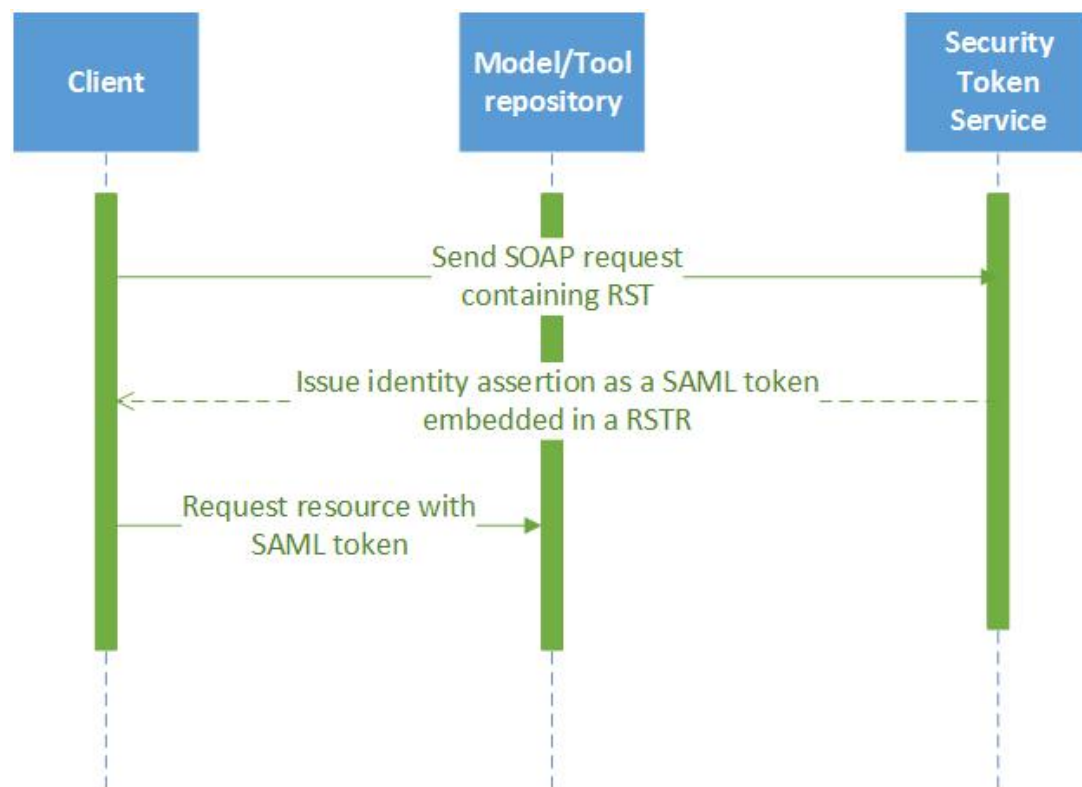 Client
Model/Tool
repository
Security
Token
Service
Send SOAP request
containing RST
Issue identity assertion as a SAML token
embedded in a RSTR
Request resource with
SAML token